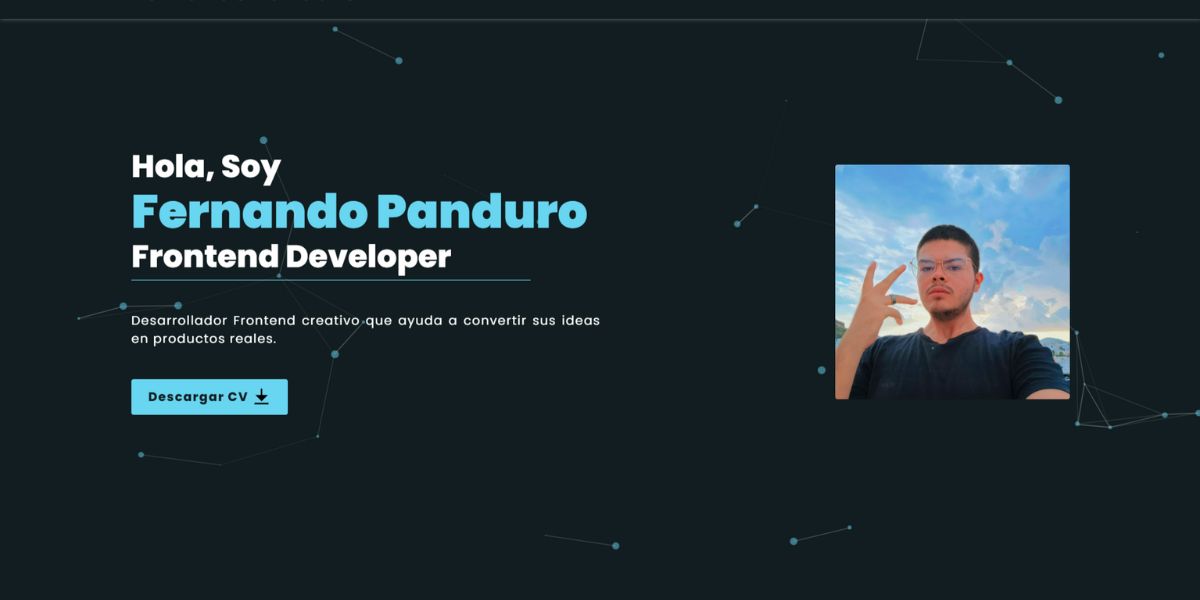 Hola, Soy
Fernando Panduro
Frontend Developer
Desarrollador Frontend creativo que ayuda a convertir sus ideas
en productos reales.
Descargar CV